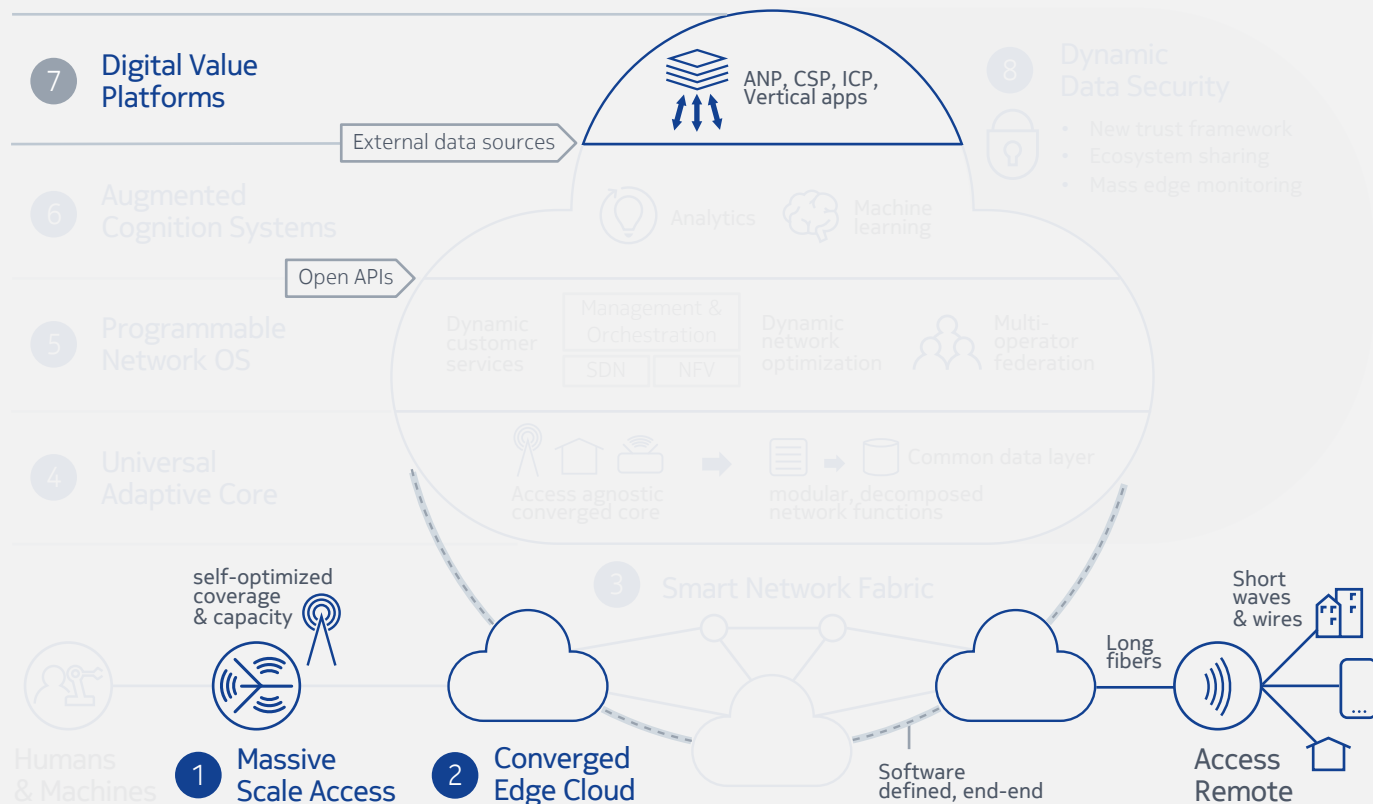 7
Digital Value
Platforms
ANP, CSP, ICP,
Vertical apps
8
Dynamic
Data Security
• New trust framework
• Ecosystem sharing
• Mass edge monitoring
External data sources
6
Augmented
Cognition Systems
Analytics
Machine
learning
Open APIs
5
Programmable
Network OS
Dynamic
customer
services
Management &
Orchestration
SDN
NFV
Dynamic
network
optimization
Multi-
operator
federation
4
Universal
Adaptive Core
Access agnostic
converged core
modular, decomposed
network functions
Common data layer
self-optimized
coverage
& capacity
3
Smart Network Fabric
Short
waves
& wires
Long
fibers
Humans
& Machines
1
Massive
Scale Access
2
Converged
Edge Cloud
Software
defined, end-end
Access
Remote